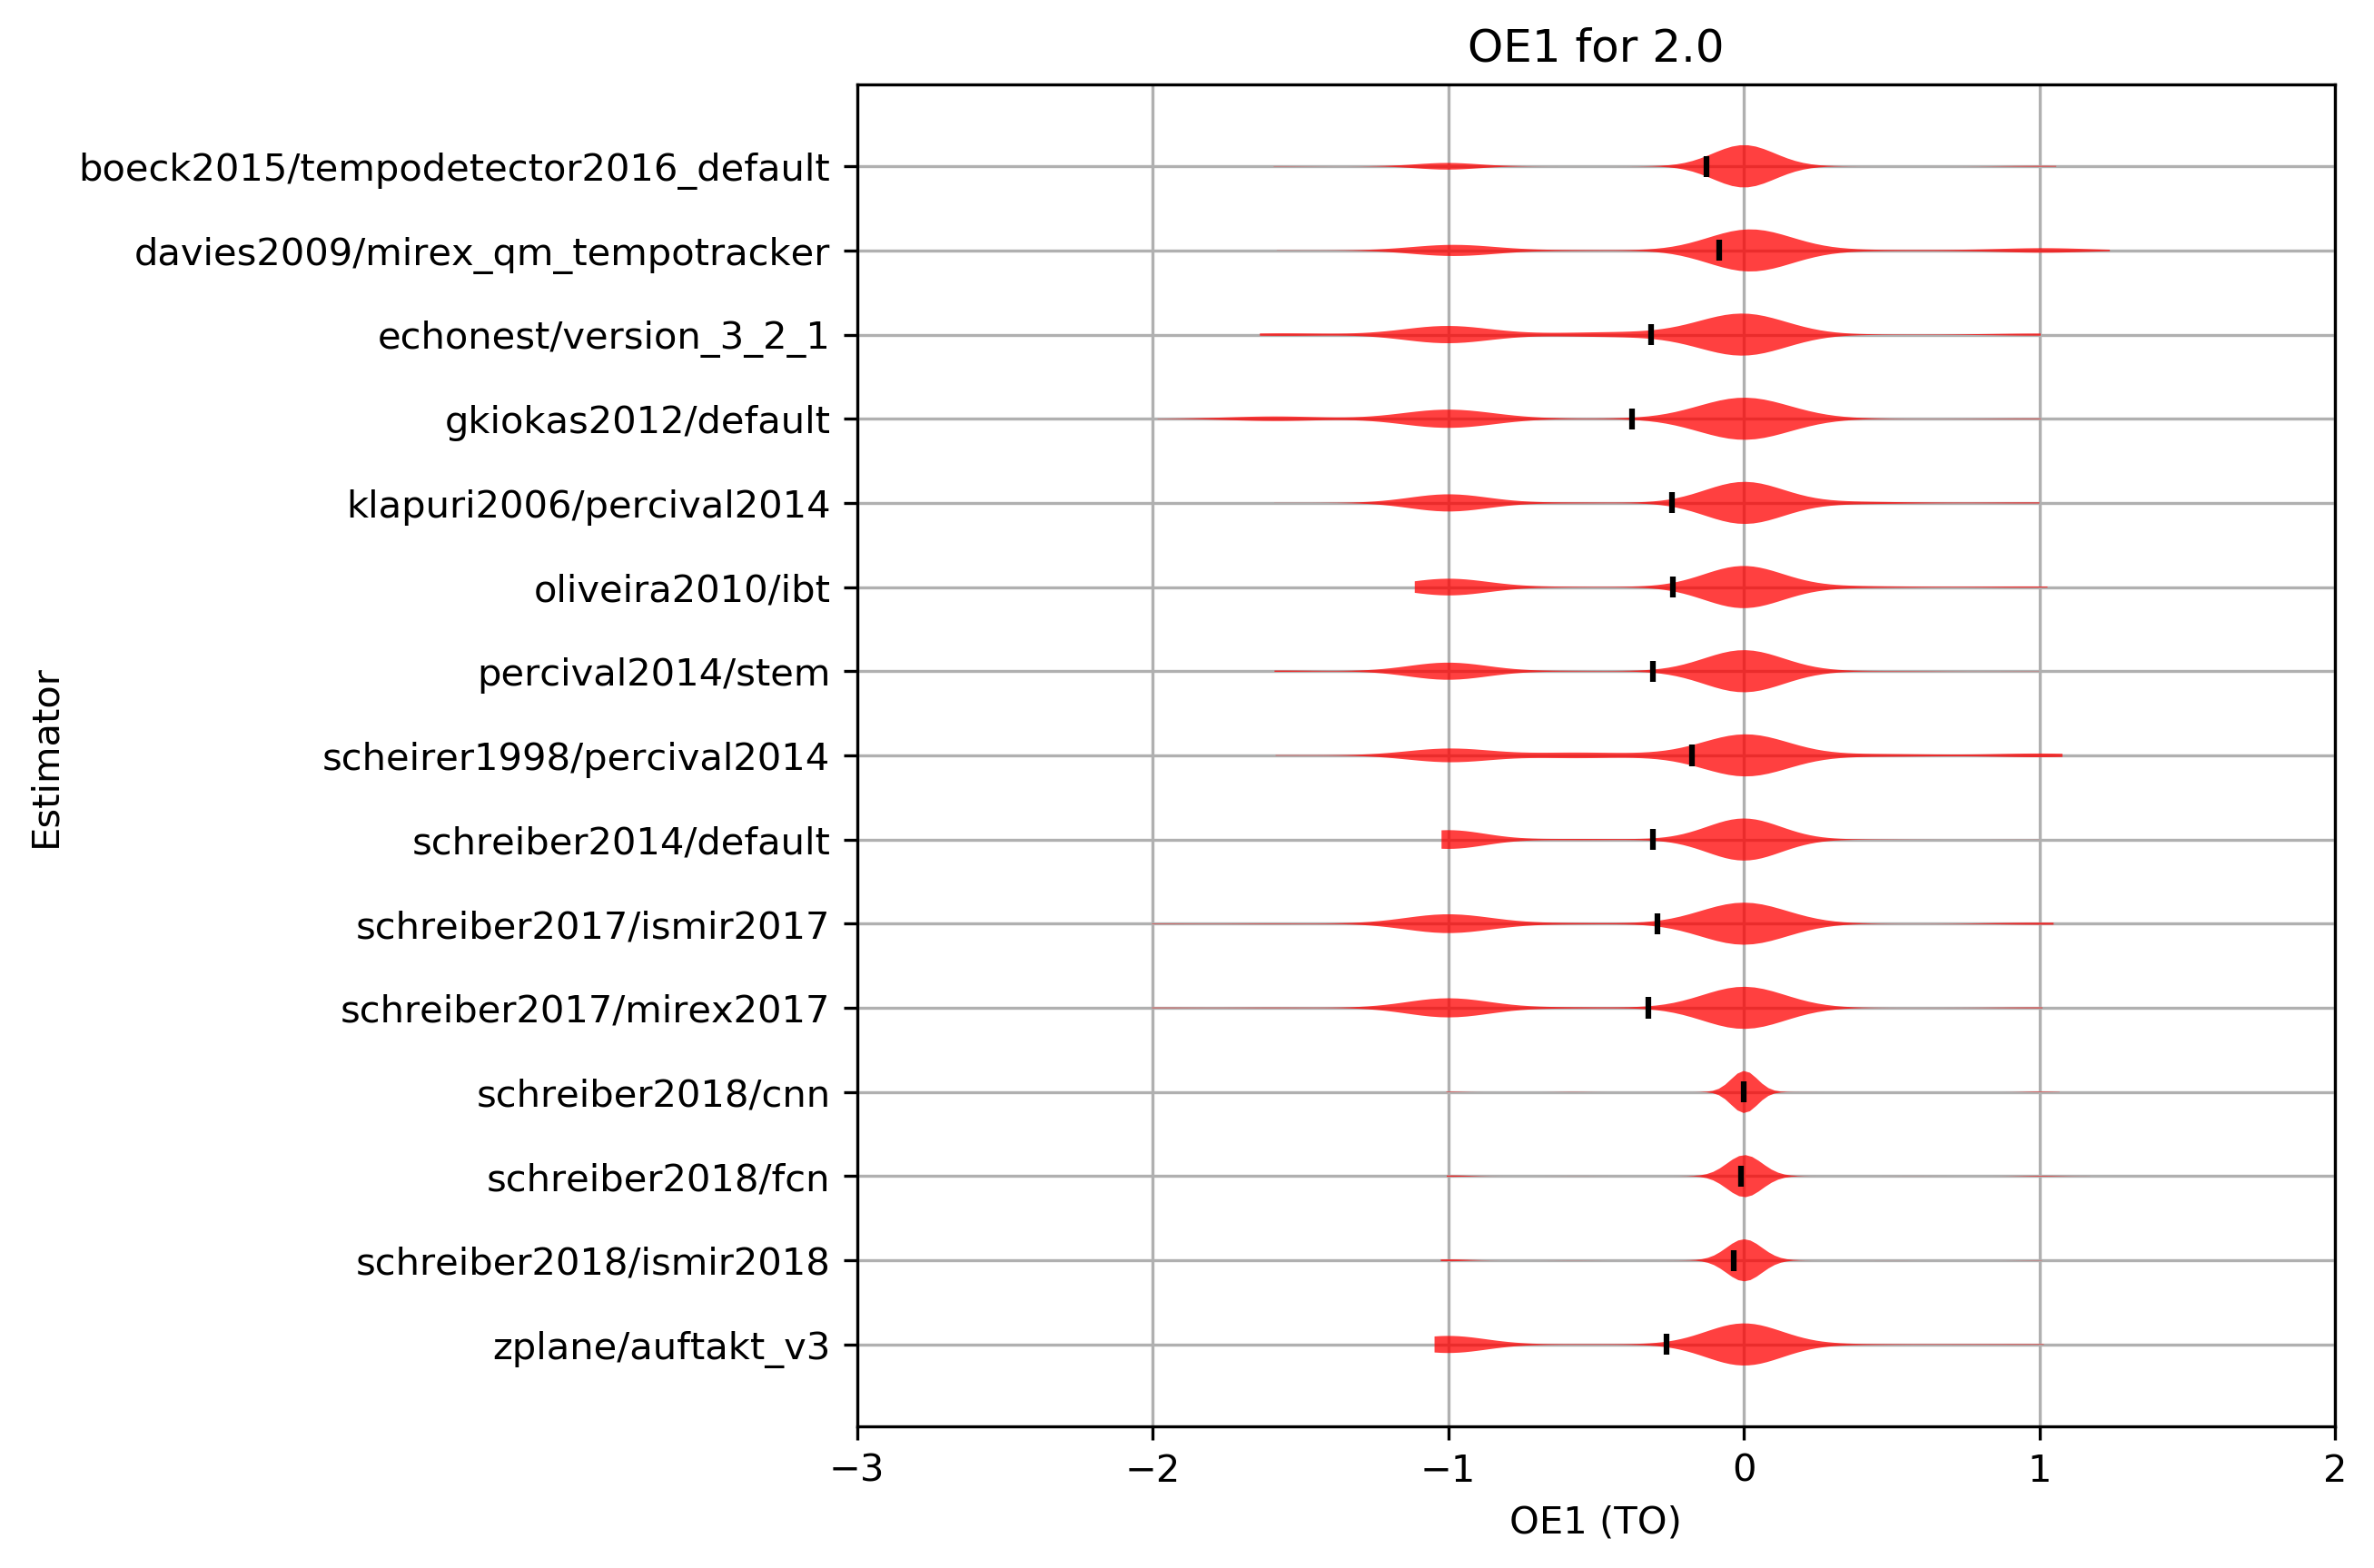 OE1 for 2.0
boeck2015/tempodetector2016_default
davies2009/mirex_qm_tempotracker
echonest/version_3_2_1
gkiokas2012/default
klapuri2006/percival2014
oliveira2010/ibt
percival2014/stem
scheirer1998/percival2014
schreiber2014/default
schreiber2017/ismir2017
schreiber2017/mirex2017
schreiber2018/cnn
schreiber2018/fcn
schreiber2018/ismir2018
zplane/auftakt_v3
Estimator
−3 −2 −1 0 1 2
OE1 (TO)